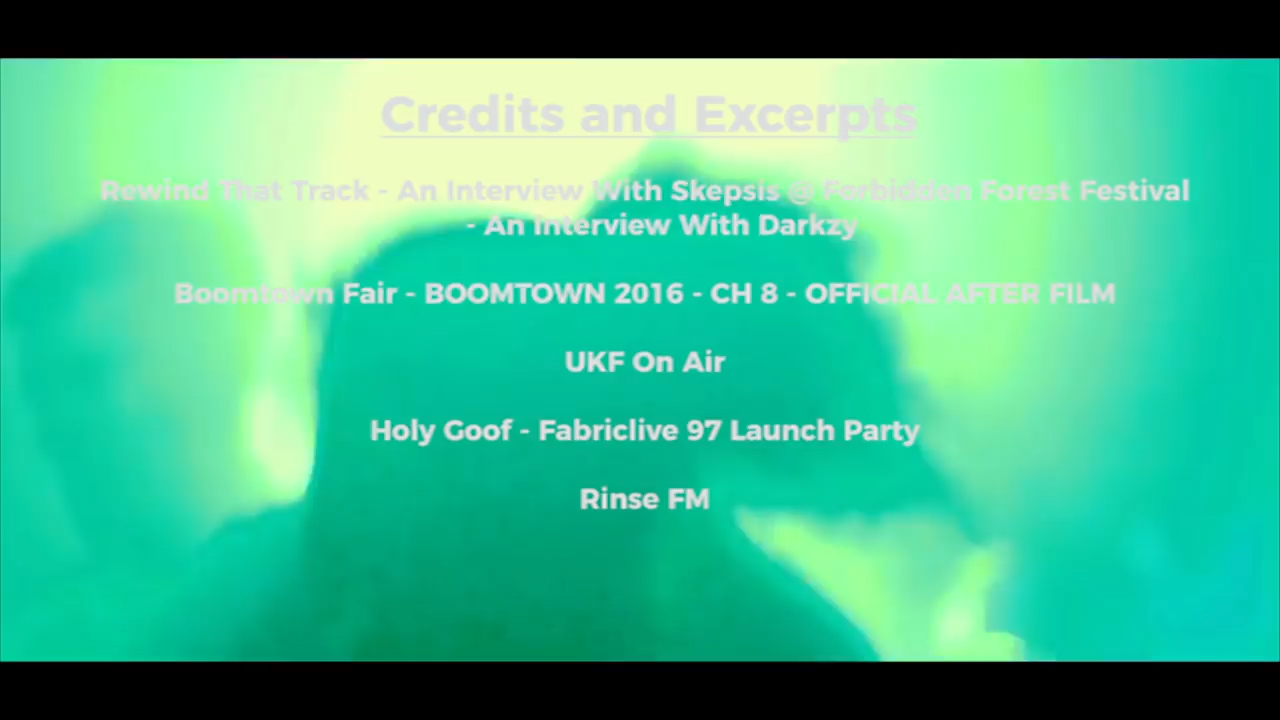 Credits and Excerpts
Rewind That Track - An Interview With Skepsis @ Forbidden Forest Festival
- An Interview With Darkzy
Boomtown Fair - BOOMTOWN 2016 - CH 8 - OFFICIAL AFTER FILM
UKF On Air
Holy Goof - Fabriclive 97 Launch Party
Rinse FM